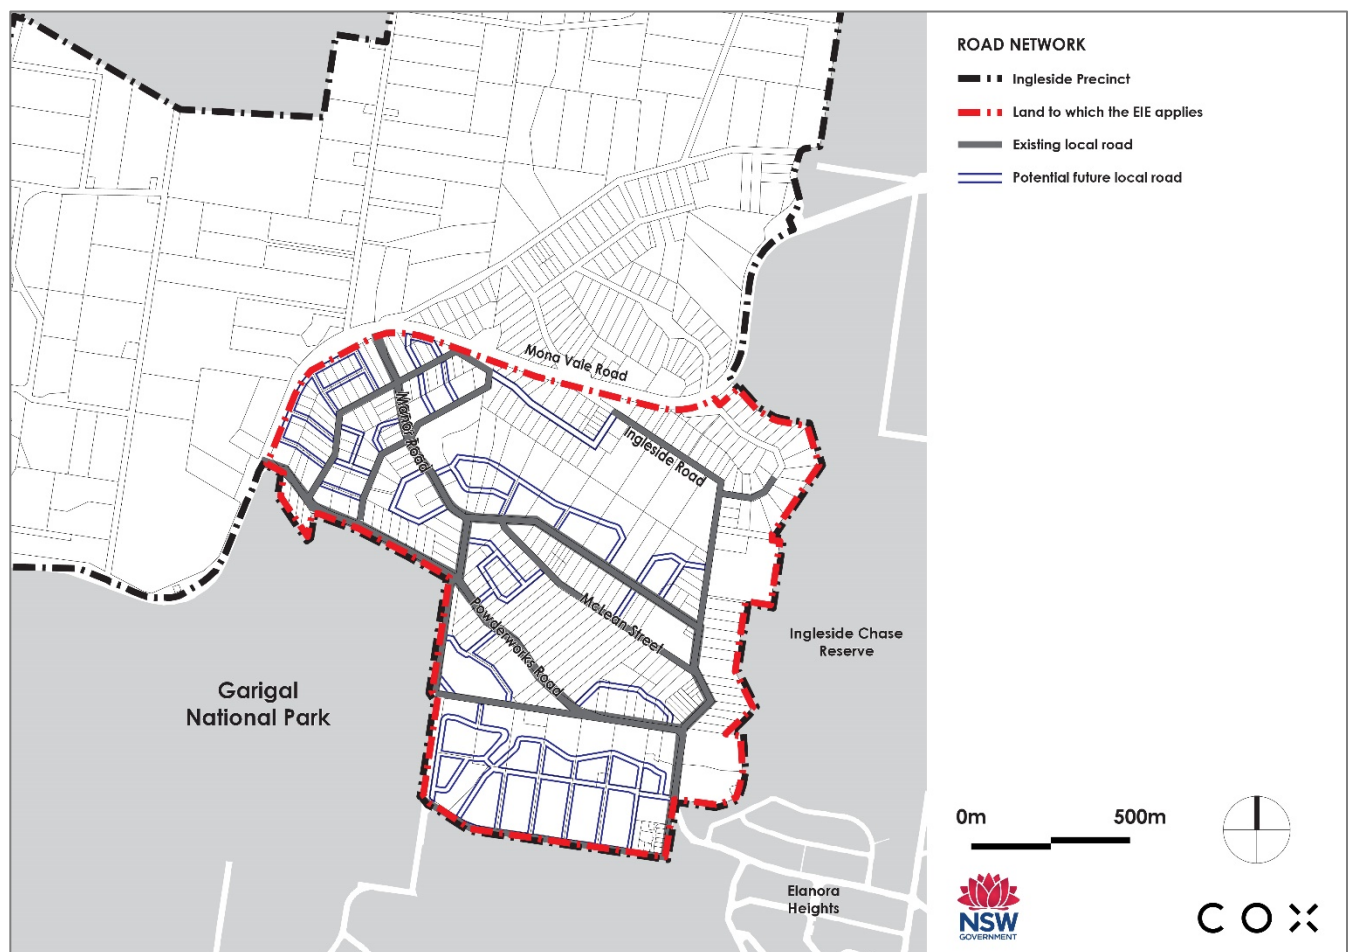 ROAD NETWORK
Ingleside Precinct
Land to which the EIE applies
Existing local road
Potential future local road
Mona Vale Road
Manor Road
Ingleside Road
McLean Street
Powderworks Road
Ingleside Chase
Reserve
Garigal
National Park
Elanora
Heights
0m
500m
NSW
GOVERNMENT
COX